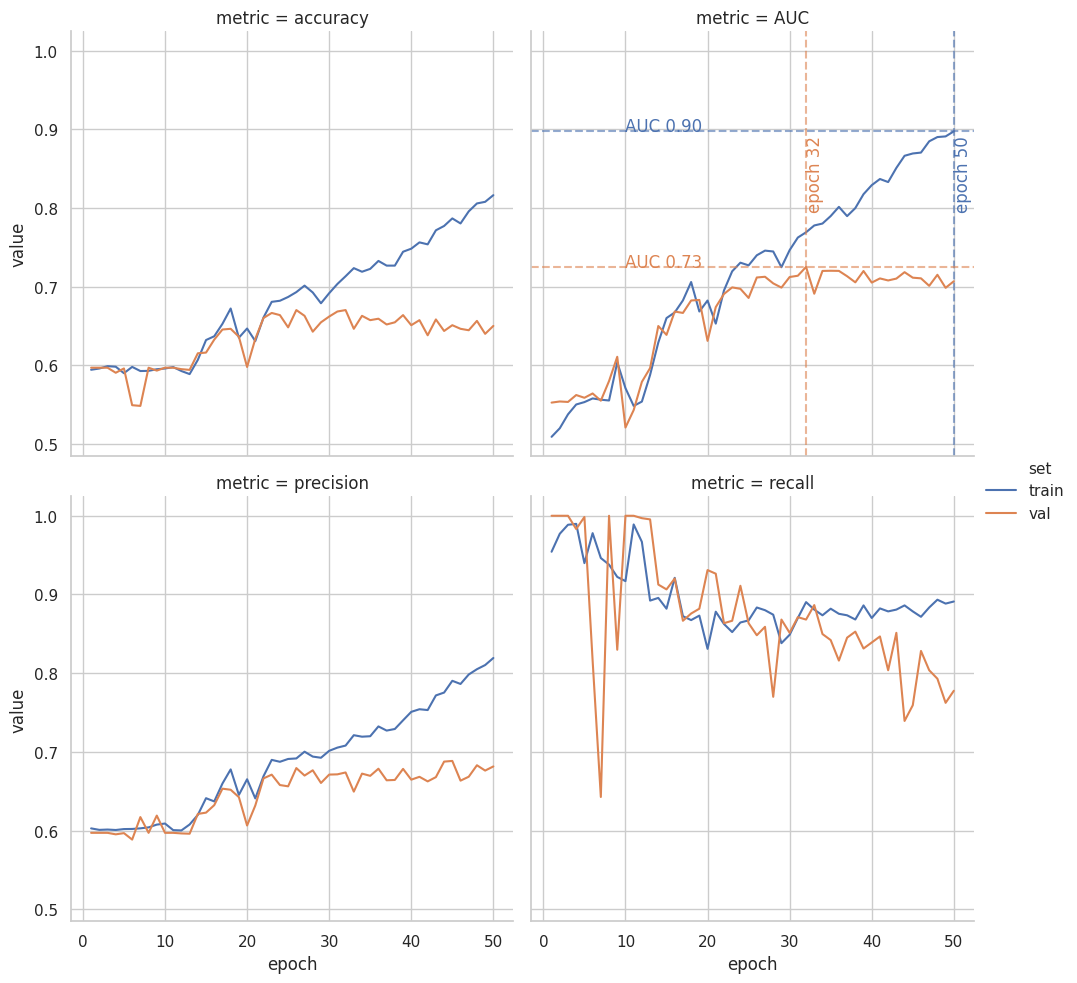 metric = accuracy
metric = AUC
1.0
0.9
0.8
0.7
0.6
0.5
value
AUC 0.90
AUC 0.73
epoch 32
epoch 50
set
train
val
metric = precision
metric = recall
1.0
0.9
0.8
0.7
0.6
0.5
value
0 10 20 30 40 50
epoch
0 10 20 30 40 50
epoch